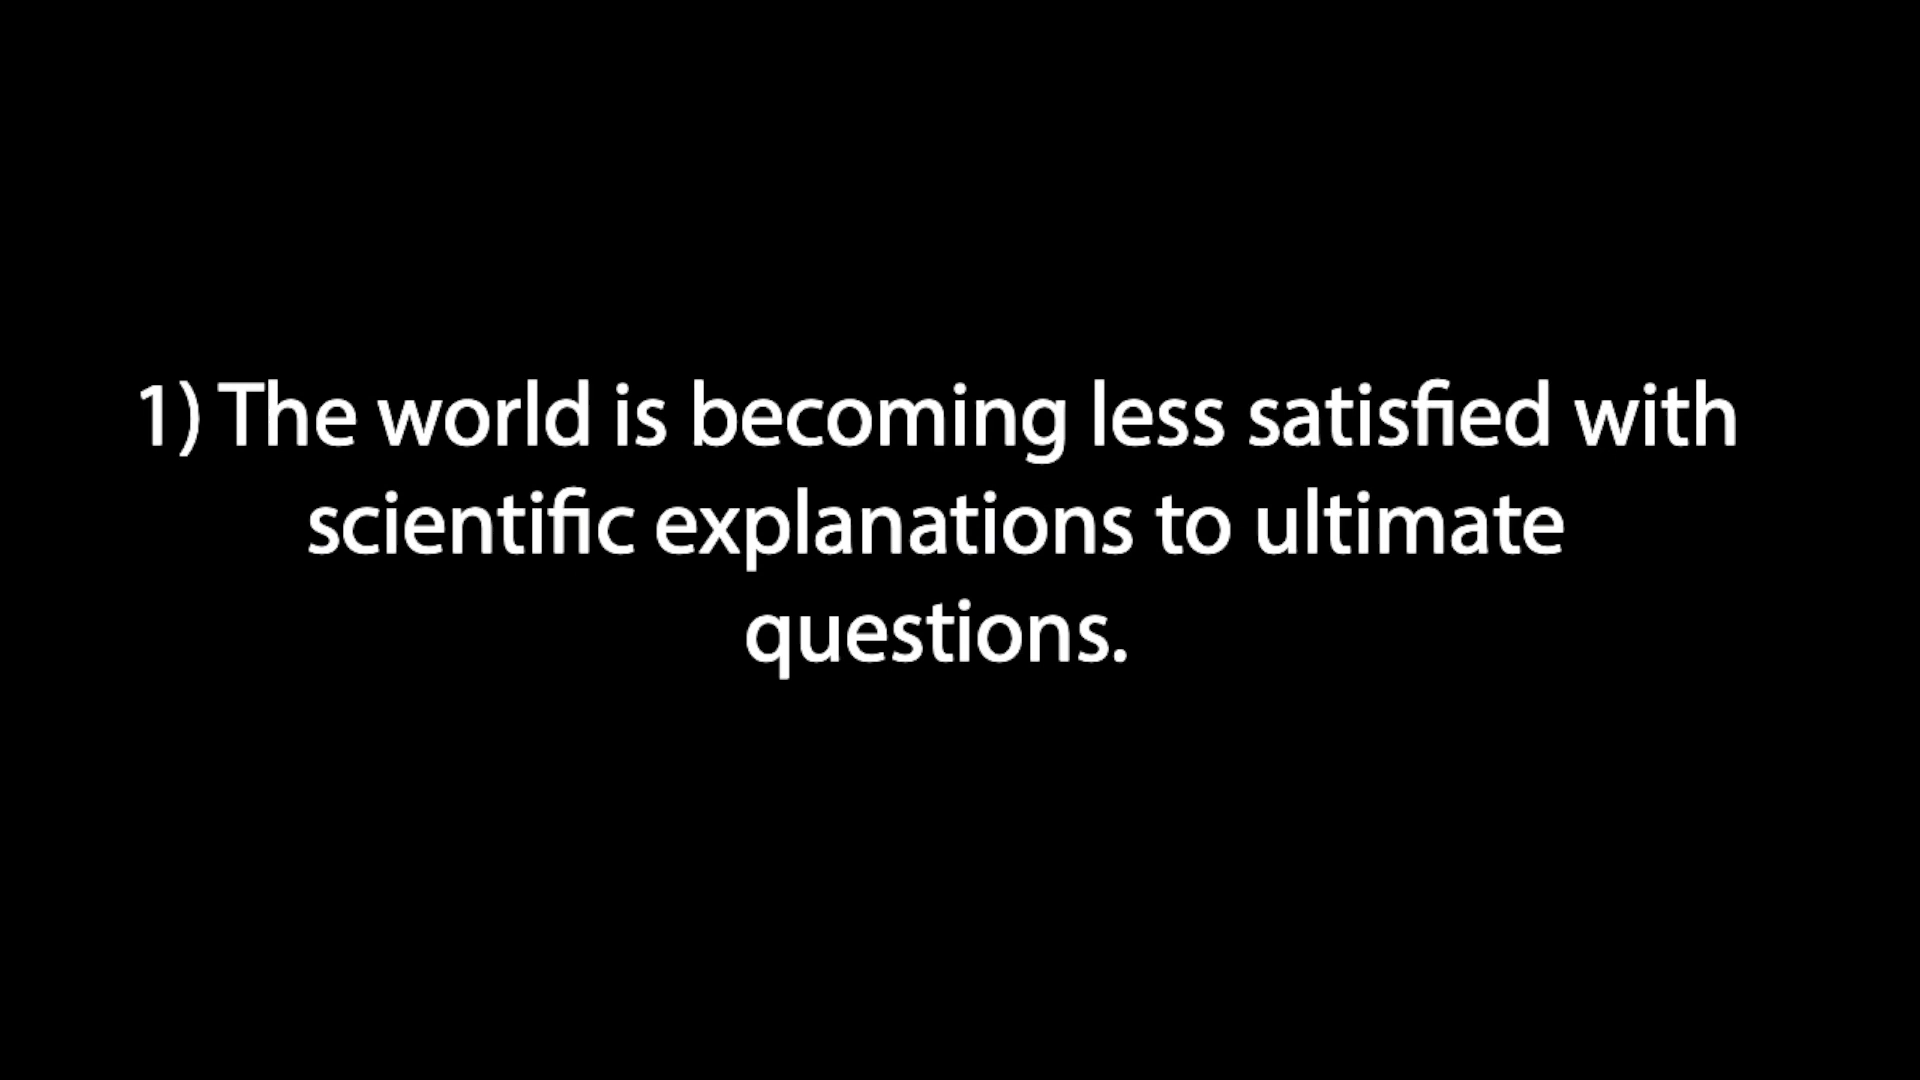 1) The world is becoming less satisfied with
scientific explanations to ultimate
questions.